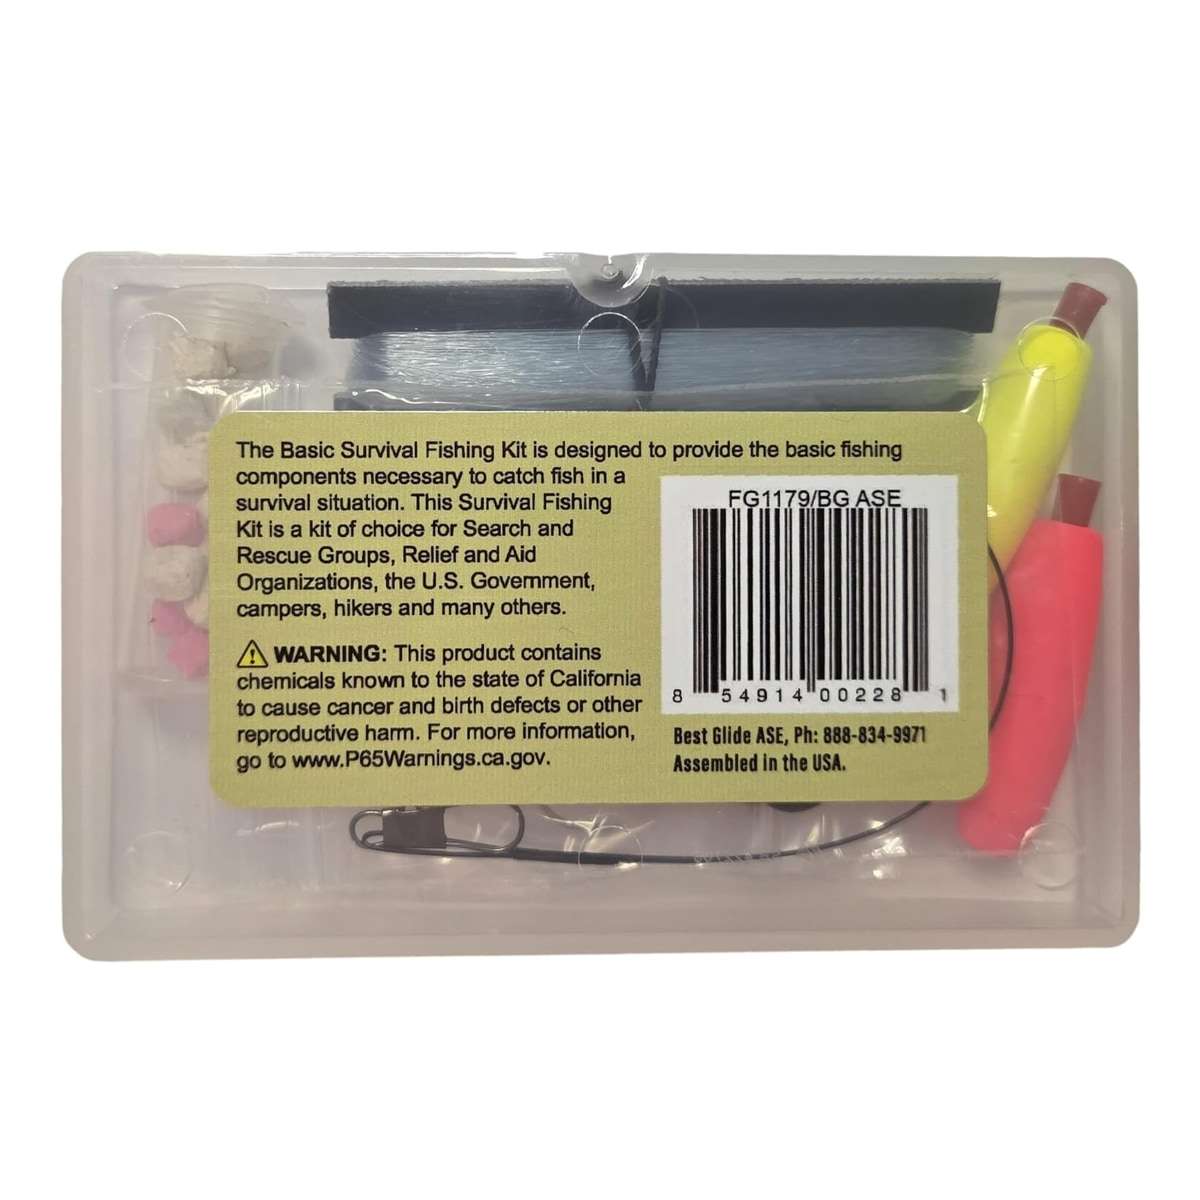 The Basic Survival Fishing Kit is designed to provide the basic fishing
components necessary to catch fish in a
survival situation. This Survival Fishing
Kit is a kit of choice for Search and
Rescue Groups, Relief and Aid
Organizations, the U.S. Government,
campers, hikers and many others.
WARNING: This product contains
chemicals known to the state of California
to cause cancer and birth defects or other
reproductive harm. For more information,
go to www.P65Warnings.ca.gov.
FG1179/BG ASE
8 54914 00228 1
Best Glide ASE, Ph: 888-834-9971
Assembled in the USA.